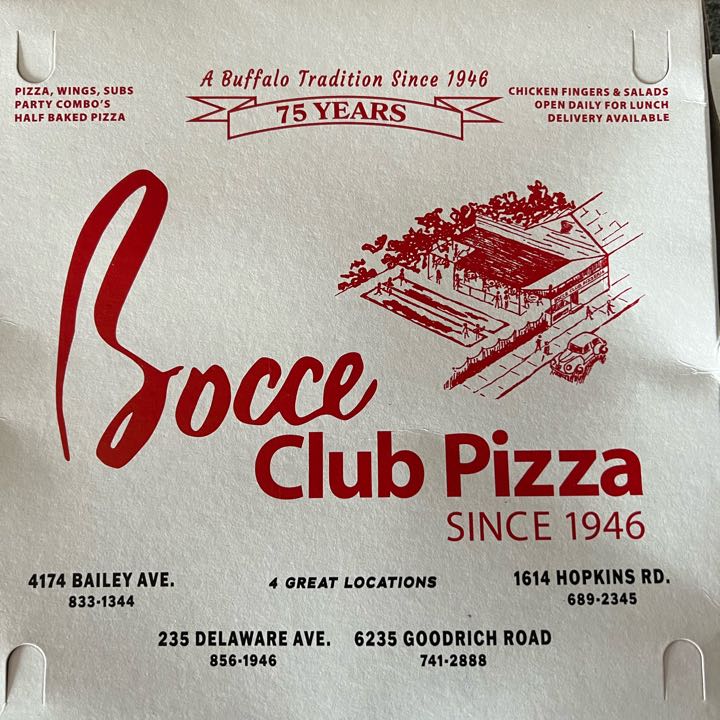 A Buffalo Tradition Since 1946
75 YEARS
PIZZA, WINGS, SUBS
PARTY COMBO'S
HALF BAKED PIZZA
CHICKEN FINGERS & SALADS
OPEN DAILY FOR LUNCH
DELIVERY AVAILABLE
Bocce
Club Pizza
SINCE 1946
4174 BAILEY AVE.
833-1344
4 GREAT LOCATIONS
1614 HOPKINS RD.
689-2345
235 DELAWARE AVE.
856-1946
6235 GOODRICH ROAD
741-2888